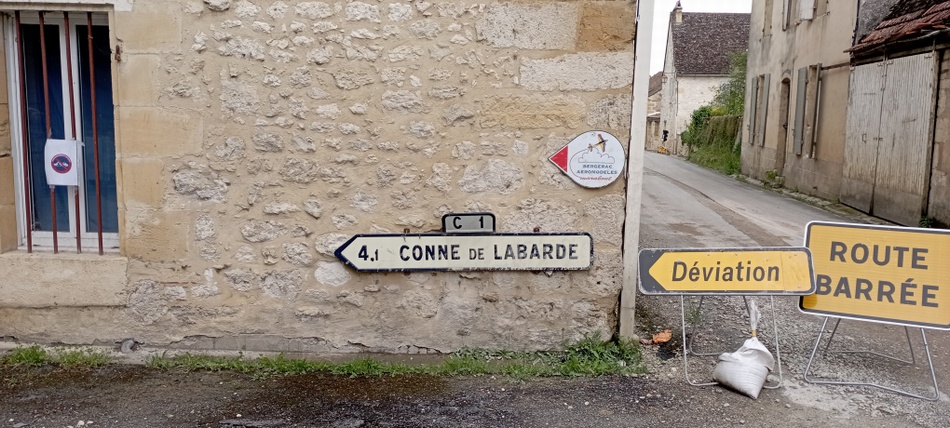 BERGERAC
AEROMODELES
C 1
4.1 CONNE DE LABARDE
Déviation
ROUTE
BARRÉE